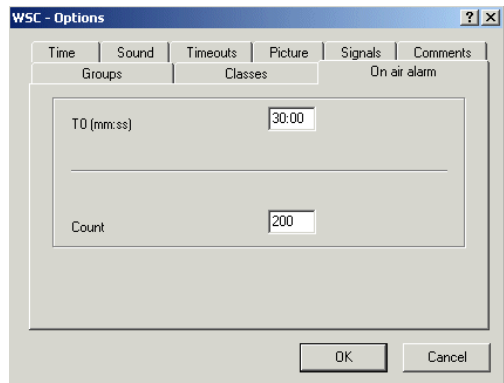 WSC - Options
Time Sound Timeouts Picture Signals Comments
Groups Classes On air alarm
T0 (mm:ss) 30:00
Count 200
OK Cancel